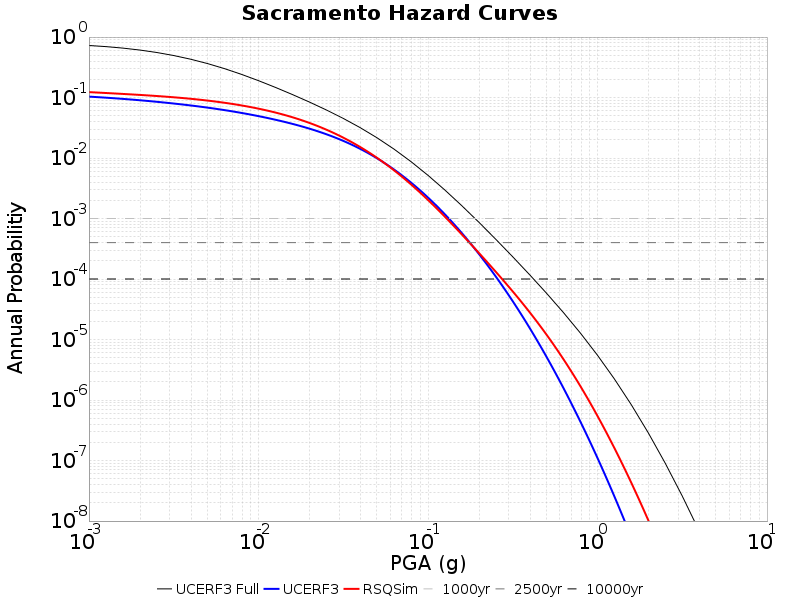 Sacramento Hazard Curves
Annual Probabilitiy
10^0
10^-1
10^-2
10^-3
10^-4
10^-5
10^-6
10^-7
10^-8
10^-3 10^-2 10^-1 10^0 10^1
PGA (g)
UCERF3 Full UCERF3 RSQSim 1000yr 2500yr 10000yr